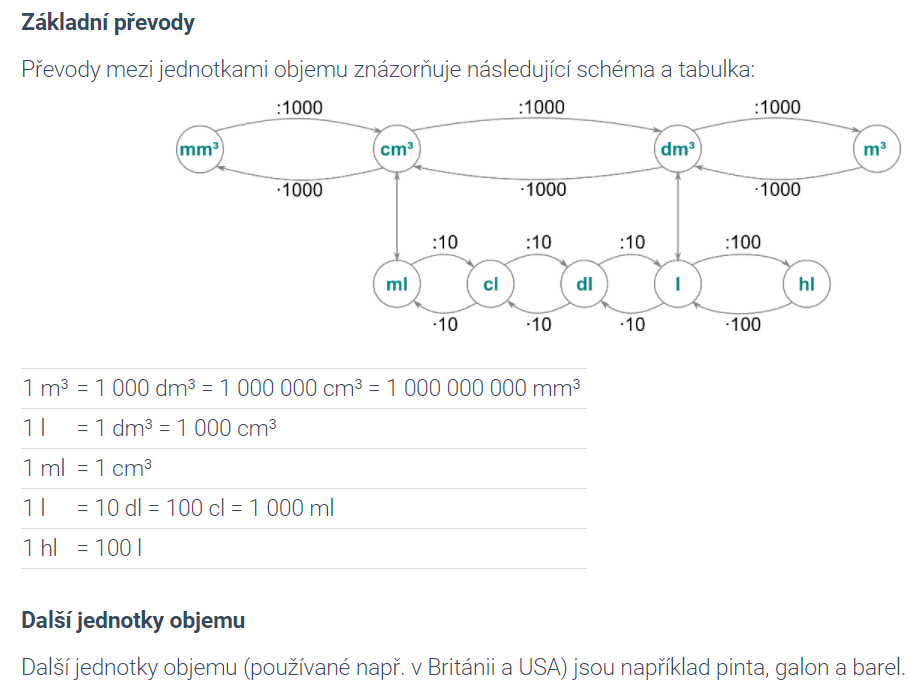 Základní převody
Převody mezi jednotkami objemu znázorňuje následující schéma a tabulka:
:1000 :1000 :1000
mm³ cm³ dm³ m³
·1000 ·1000 ·1000
:10 :10 :10 :100
ml cl dl l hl
·10 ·10 ·10 ·100
1 m³ = 1 000 dm³ = 1 000 000 cm³ = 1 000 000 000 mm³
1 l = 1 dm³ = 1 000 cm³
1 ml = 1 cm³
1 l = 10 dl = 100 cl = 1 000 ml
1 hl = 100 l
Další jednotky objemu
Další jednotky objemu (používané např. v Británii a USA) jsou například pinta, galon a barel.